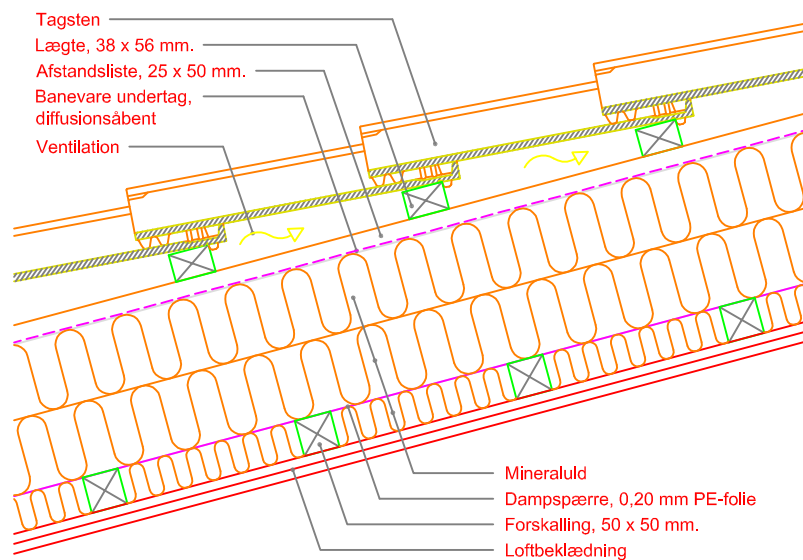 Tagsten
Lægte, 38 x 56 mm.
Afstandsliste, 25 x 50 mm.
Banevare undertag,
diffusionsåbent
Ventilation
Mineraluld
Dampspærre, 0,20 mm PE-folie
Forskalling, 50 x 50 mm.
Loftbeklædning